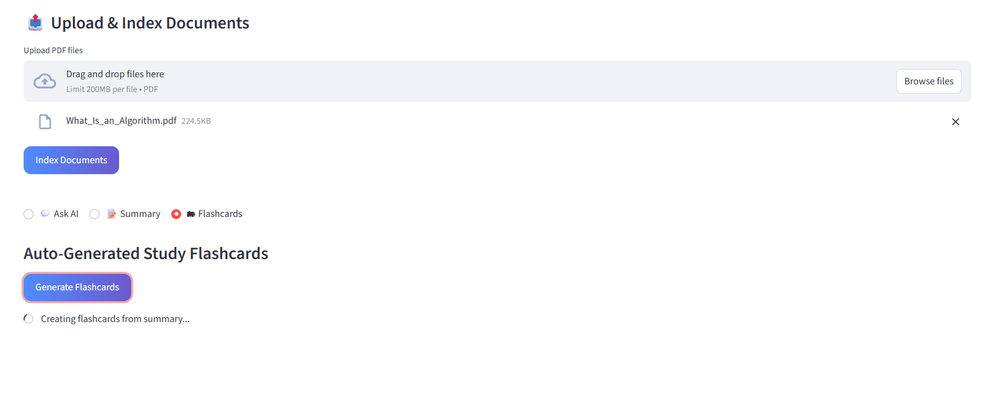 Upload & Index Documents
Upload PDF files
Drag and drop files here
Limit 200MB per file • PDF
Browse files
What_Is_an_Algorithm.pdf 224.5KB
Index Documents
Ask AI Summary Flashcards
Auto-Generated Study Flashcards
Generate Flashcards
Creating flashcards from summary...